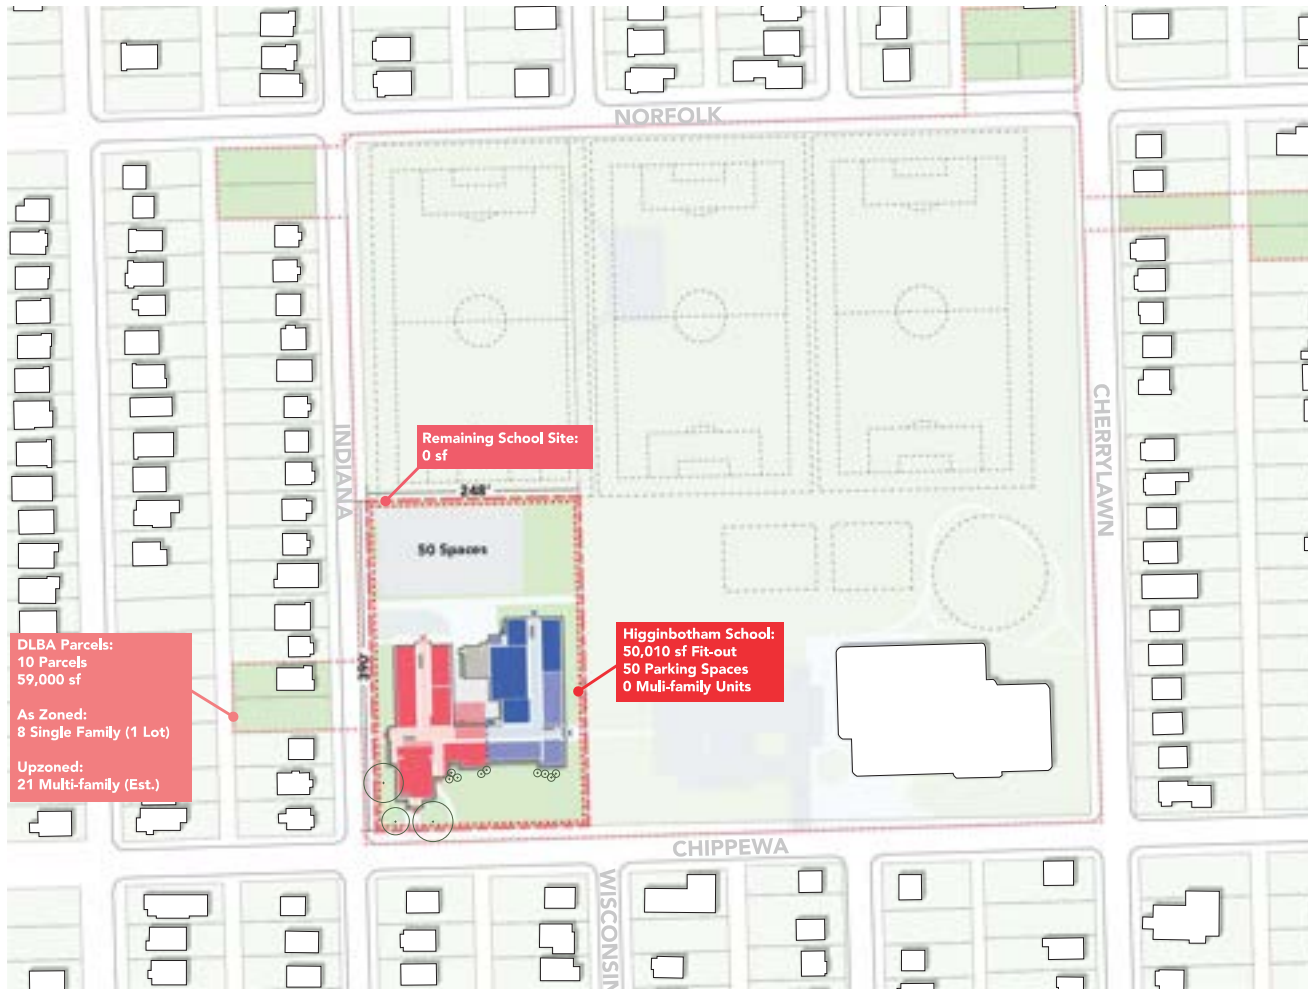 NORFOLK
INDIANA
CHERRYLAWN
Remaining School Site:
0 sf
248'
50 Spaces
390'
DLBA Parcels:
10 Parcels
59,000 sf
As Zoned:
8 Single Family (1 Lot)
Upzoned:
21 Multi-family (Est.)
Higginbotham School:
50,010 sf Fit-out
50 Parking Spaces
0 Muli-family Units
CHIPPEWA
WISCONSIN